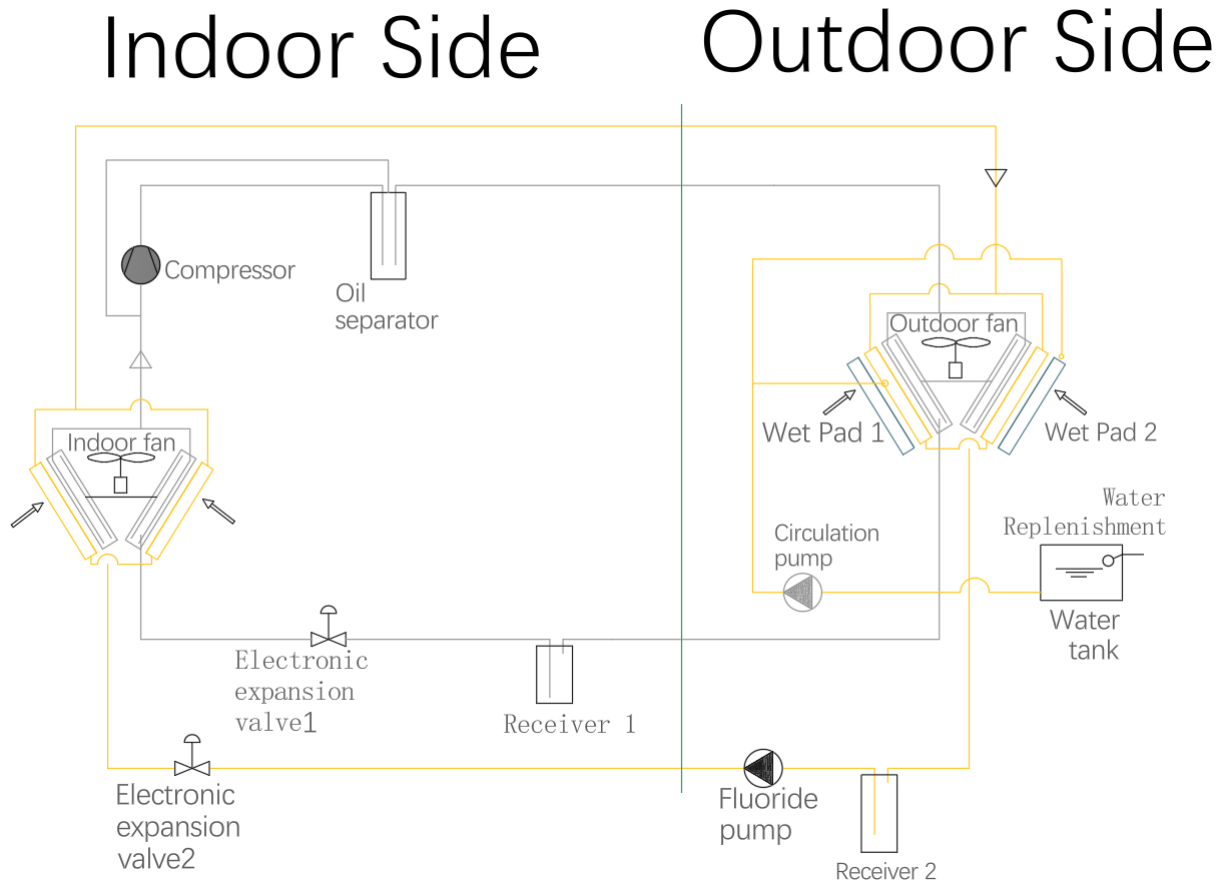 Indoor Side
Outdoor Side
Compressor
Oil
separator
Outdoor fan
Wet Pad 1
Wet Pad 2
Indoor fan
Water
Replenishment
Circulation
pump
Water
tank
Electronic
expansion
valve1
Receiver 1
Electronic
expansion
valve2
Fluoride
pump
Receiver 2